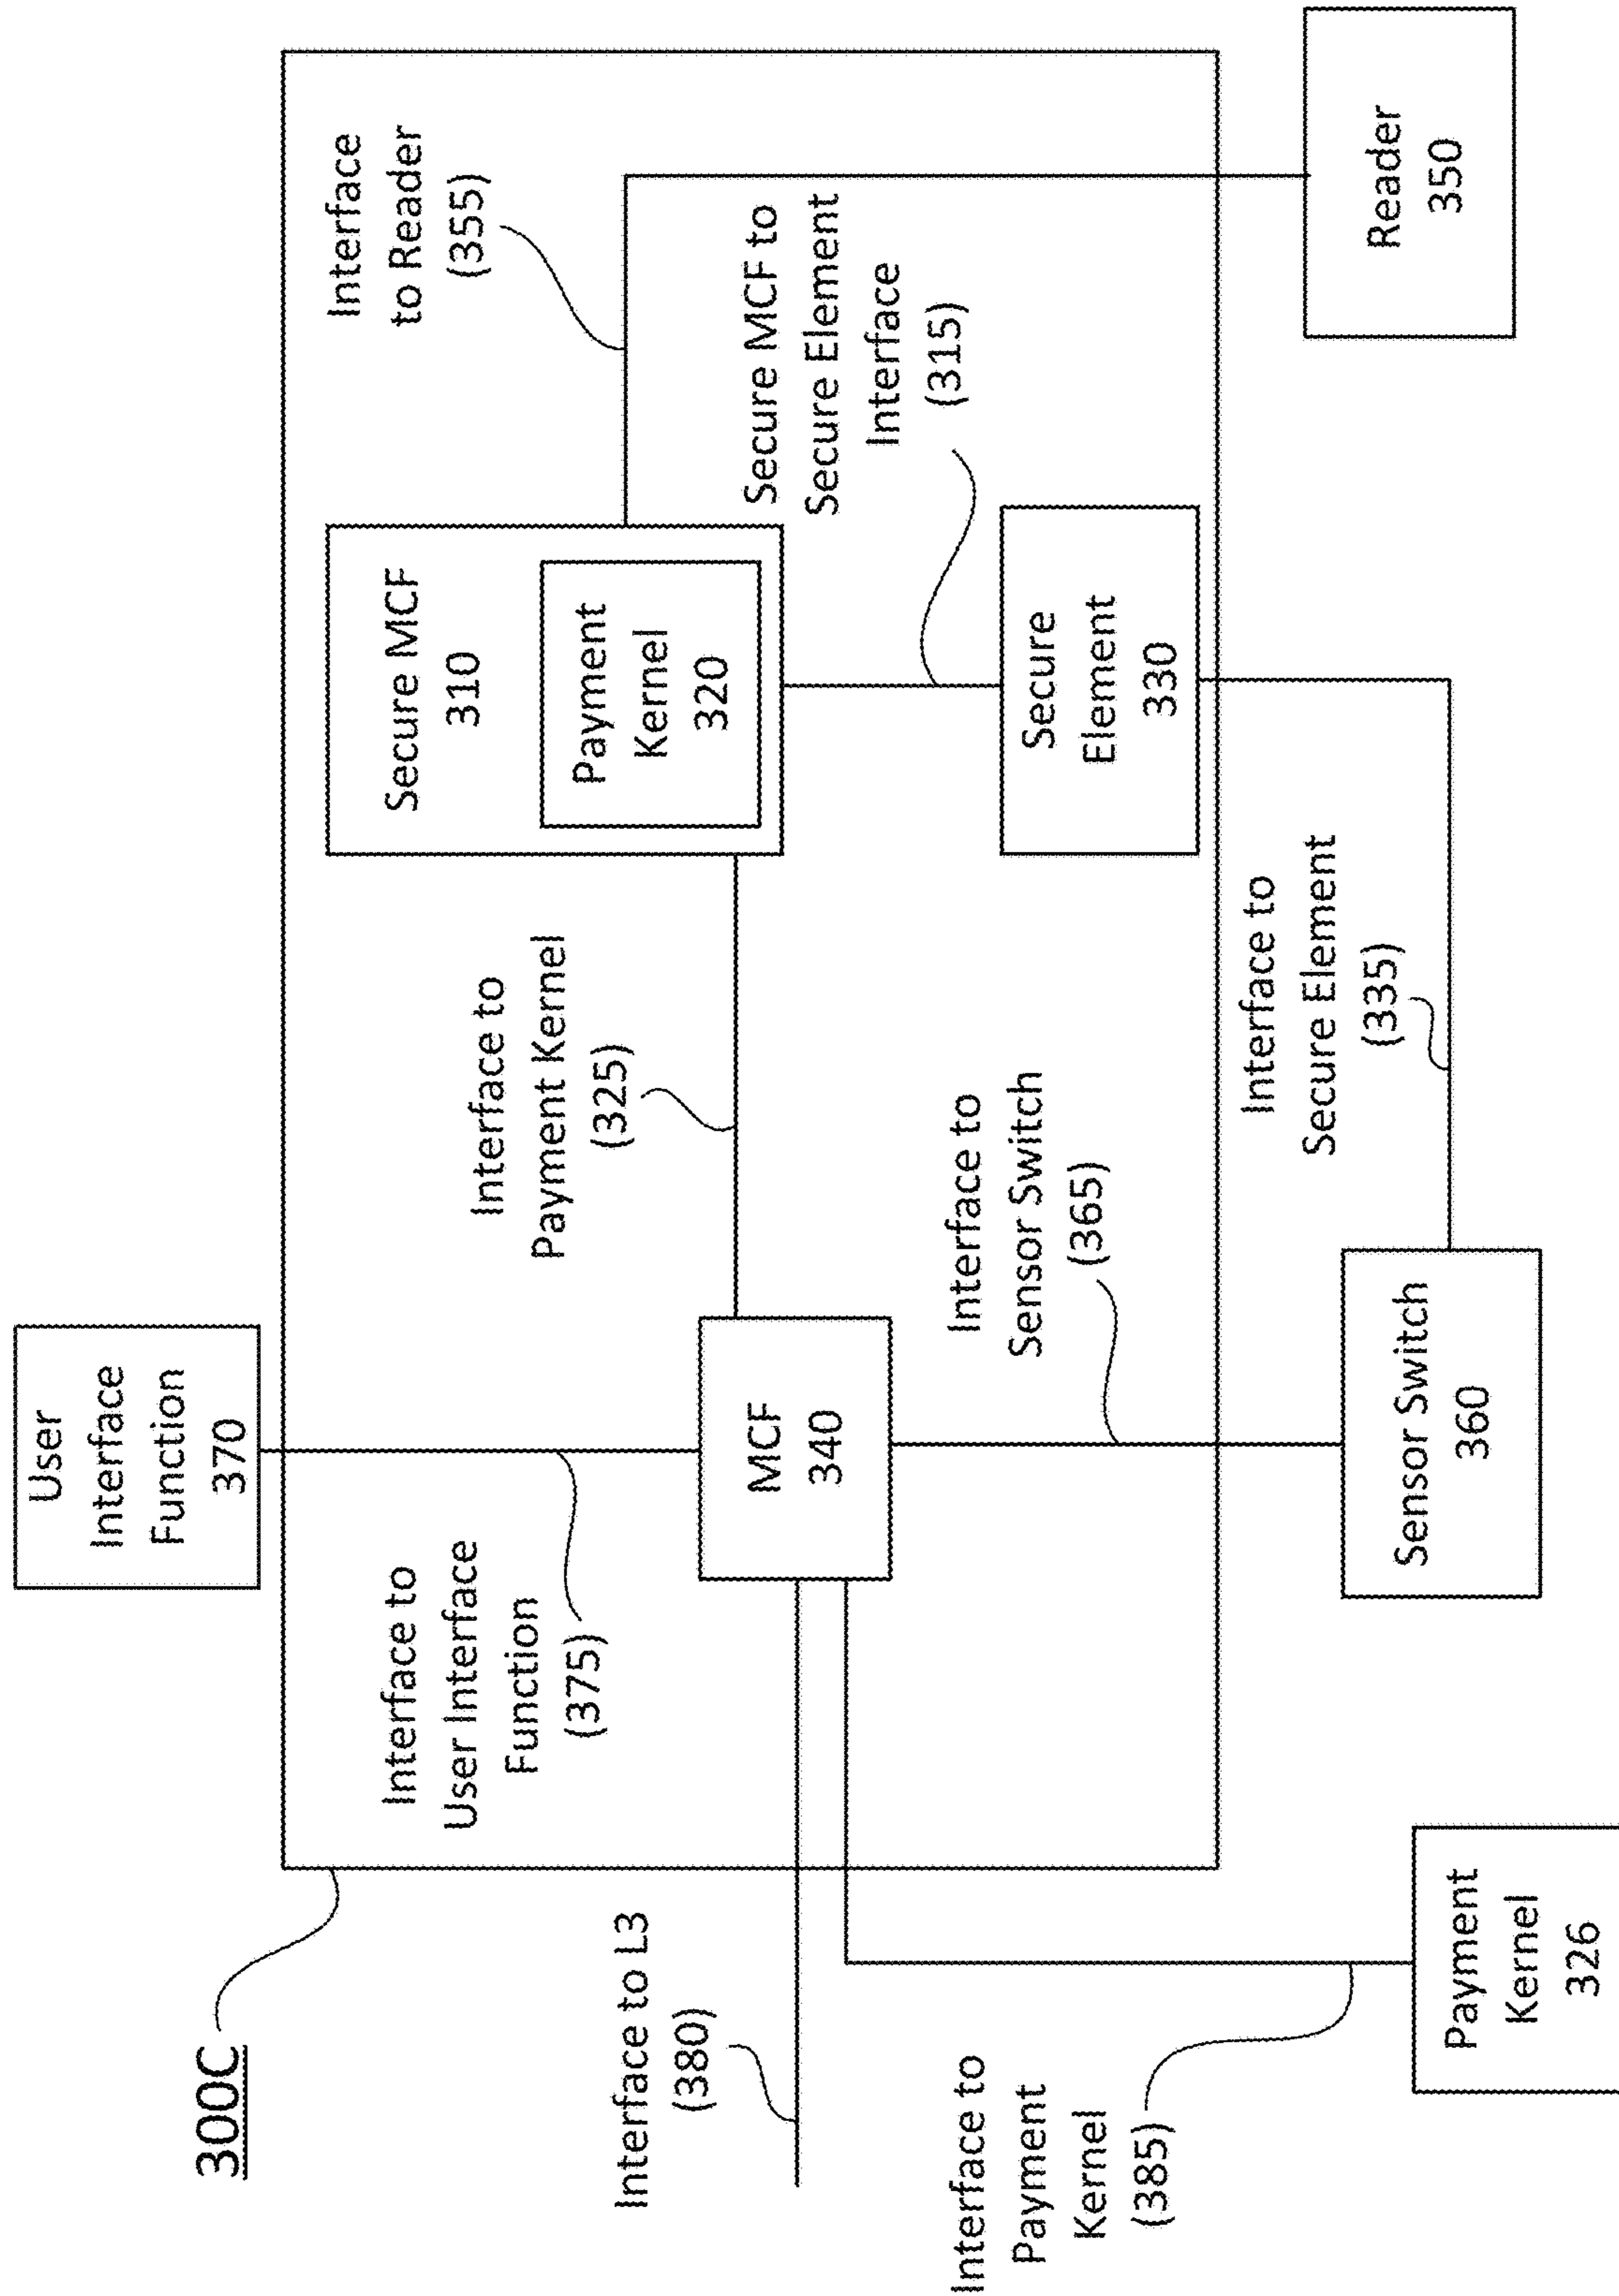 300C
User
Interface
Function
370
Interface to
User Interface
Function
(375)
Interface to L3
(380)
Interface to
Payment
Kernel
(385)
Payment
Kernel
326
MCF
340
Interface to
Payment Kernel
(325)
Interface to
Sensor Switch
(365)
Sensor Switch
360
Secure MCF
310
Payment
Kernel
320
Interface
to Reader
(355)
Secure MCF to
Secure Element
Interface
(315)
Secure
Element
330
Interface to
Secure Element
(335)
Reader
350